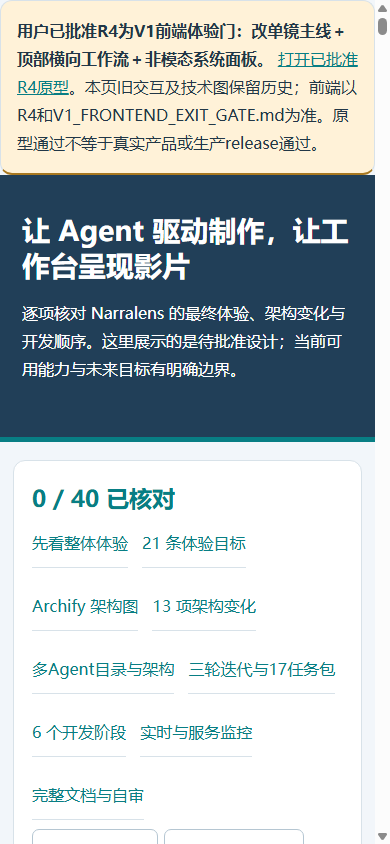 用户已批准R4为V1前端体验门：改单镜主线＋
顶部横向工作流＋非模态系统面板。 打开已批准
R4原型。本页旧交互及技术图保留历史；前端以
R4和V1_FRONTEND_EXIT_GATE.md为准。原
型通过不等于真实产品或生产release通过。
让 Agent 驱动制作，让工
作台呈现影片
逐项核对 Narralens 的最终体验、架构变化与
开发顺序。这里展示的是待批准设计；当前可
用能力与未来目标有明确边界。
0 / 40 已核对
先看整体体验 21 条体验目标
Archify 架构图 13 项架构变化
多Agent目录与架构 三轮迭代与17任务包
6 个开发阶段 实时与服务监控
完整文档与自审